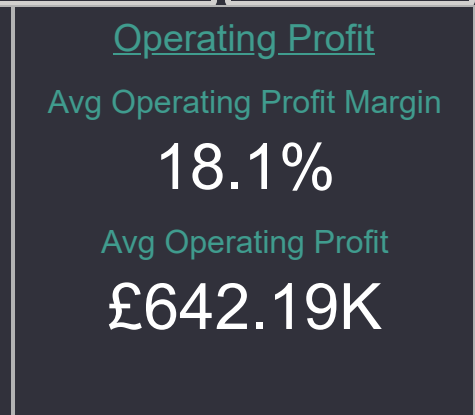 Operating Profit
Avg Operating Profit Margin
18.1%
Avg Operating Profit
£642.19K